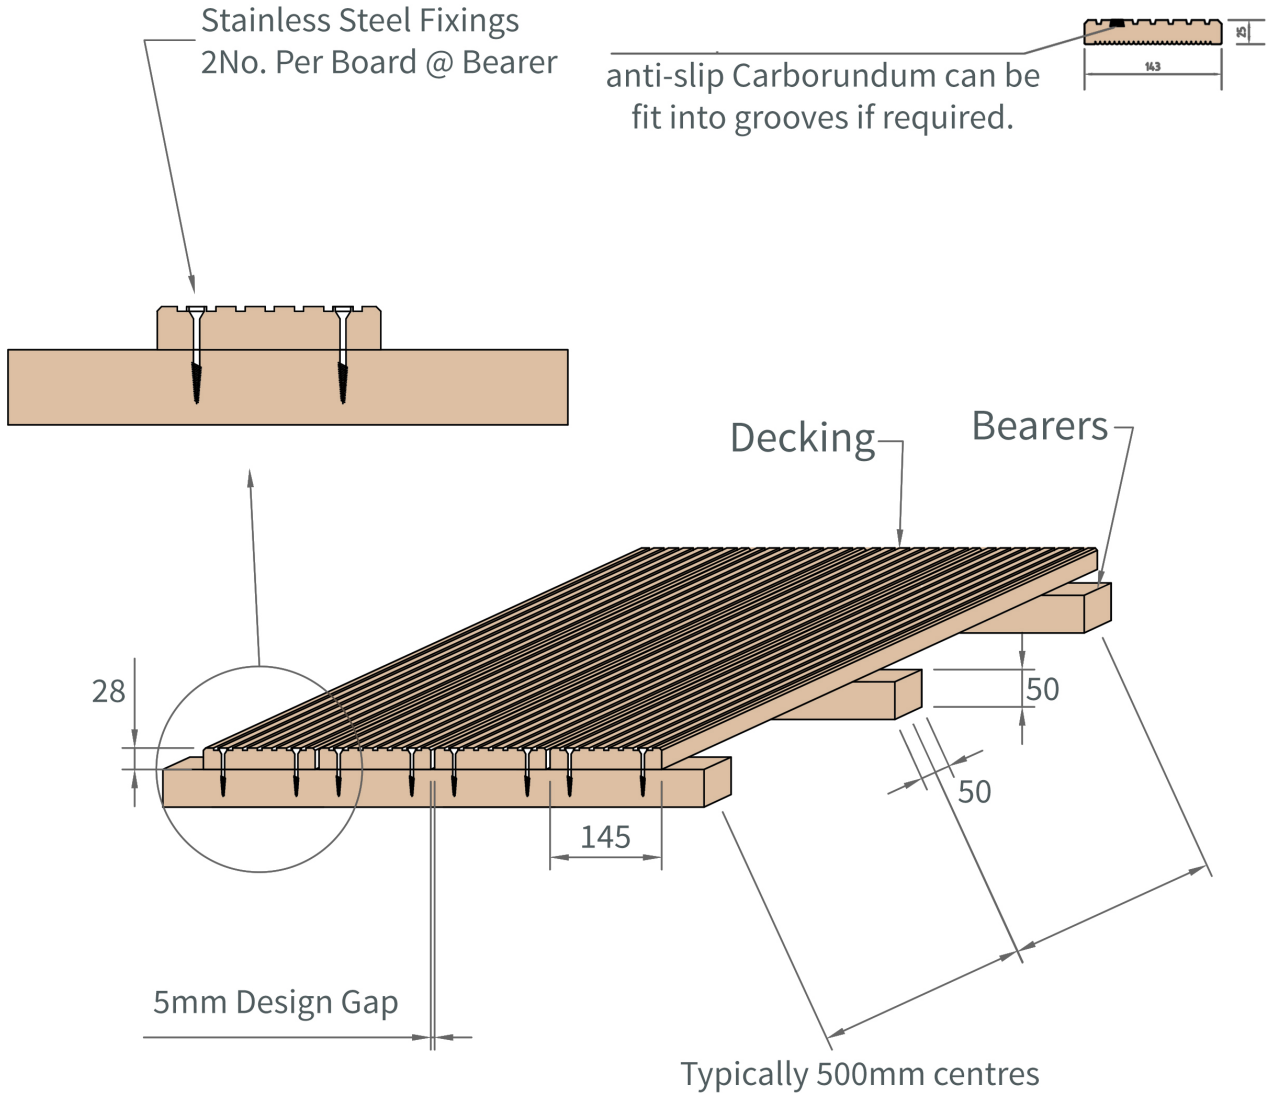 Stainless Steel Fixings
2No. Per Board @ Bearer
anti-slip Carborundum can be
fit into grooves if required.
25
143
Decking
Bearers
28
50
50
145
5mm Design Gap
Typically 500mm centres